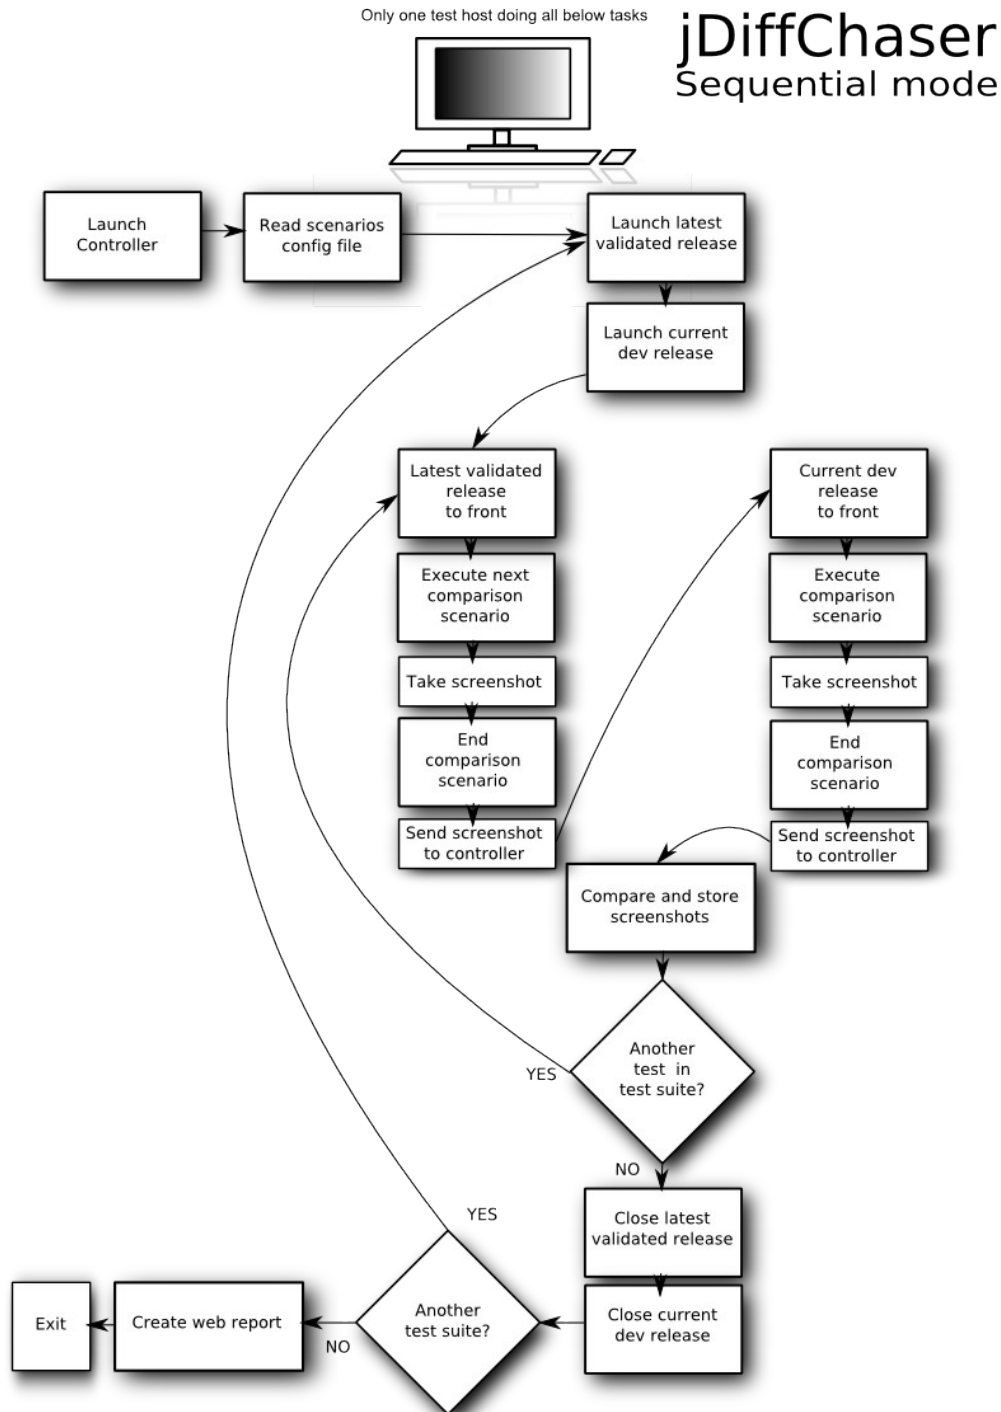 Only one test host doing all below tasks
jDiffChaser
Sequential mode
Launch
Controller
Read scenarios
config file
Launch latest
validated release
Launch current
dev release
Latest validated
release
to front
Execute next
comparison
scenario
Take screenshot
End
comparison
scenario
Send screenshot
to controller
Current dev
release
to front
Execute
comparison
scenario
Take screenshot
End
comparison
scenario
Send screenshot
to controller
Compare and store
screenshots
Another
test in
test suite?
YES
NO
Close latest
validated release
Close current
dev release
YES
Another
test suite?
NO
Create web report
Exit